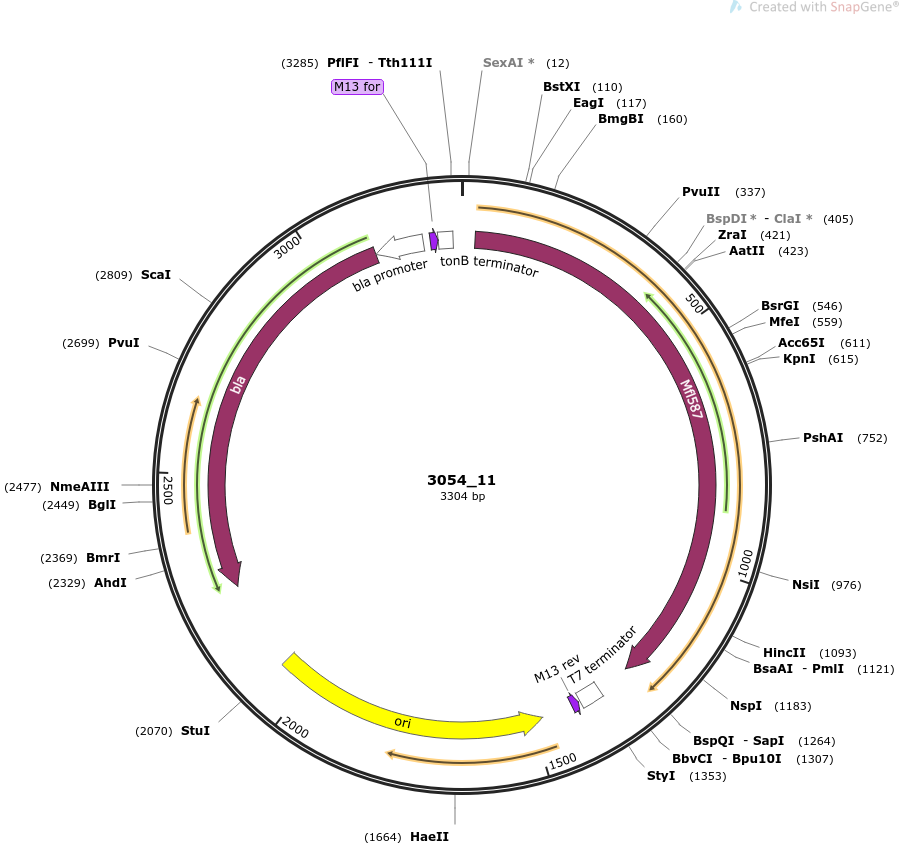 Created with SnapGene®
(3285) PflFI - Tth111I
M13 for
SexAI * (12)
BstXI (110)
EagI (117)
BmgBI (160)
PvuII (337)
BspDI * - ClaI * (405)
ZraI (421)
AatII (423)
500
BsrGI (546)
MfeI (559)
Acc65I (611)
KpnI (615)
PshAI (752)
Mfl587
1000
NsiI (976)
HincII (1093)
BsaAI - PmlI (1121)
NspI (1183)
BspQI - SapI (1264)
BbvCI - Bpu10I (1307)
StyI (1353)
T7 terminator
M13 rev
1500
(1664) HaeII
ori
2000
(2070) StuI
(2329) AhdI
(2369) BmrI
(2449) BglI
(2477) NmeAIII
2500
(2699) PvuI
(2809) ScaI
bla
3000
bla promoter
tonB terminator
3054_11
3304 bp